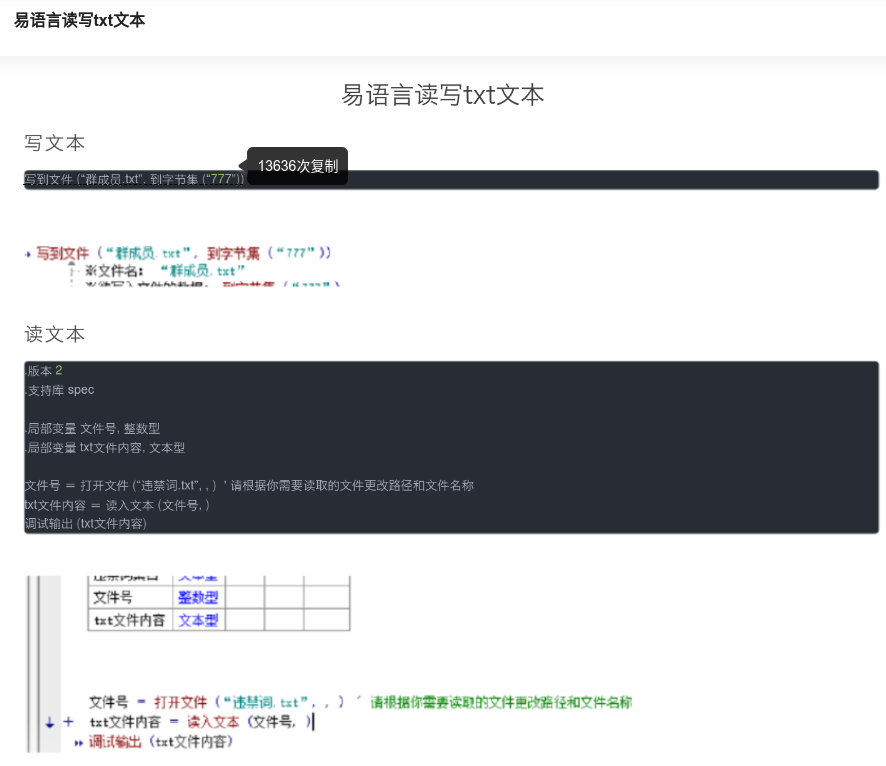 易语言读写txt文本
易语言读写txt文本
写文本
13636次复制
写到文件 (“群成员.txt”, 到字节集 (“777”))
写到文件 (“群成员.txt”, 到字节集 (“777”))
※文件名： “群成员.txt”
读文本
.版本 2
.支持库 spec
.局部变量 文件号, 整数型
.局部变量 txt文件内容, 文本型
文件号 ＝ 打开文件 (“违禁词.txt”, , ) ' 请根据你需要读取的文件更改路径和文件名称
txt文件内容 ＝ 读入文本 (文件号, )
调试输出 (txt文件内容)
文件号 整数型
txt文件内容 文本型
文件号 = 打开文件 (“违禁词.txt”, , ) ' 请根据你需要读取的文件更改路径和文件名称
txt文件内容 = 读入文本 (文件号, )
调试输出 (txt文件内容)